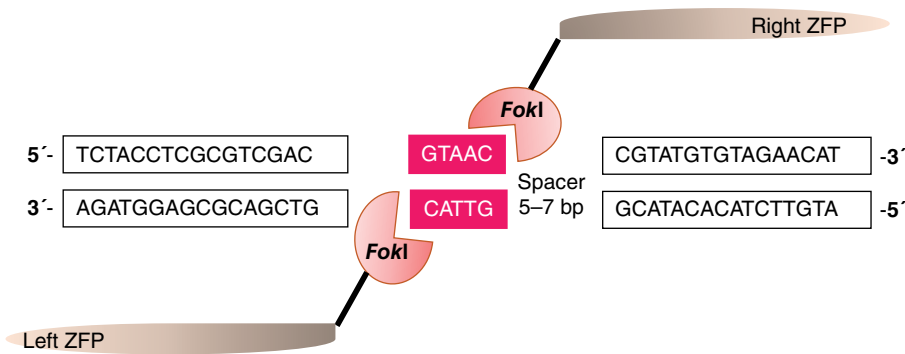 Right ZFP
FokI
5´- TCTACCTCGCGTCGAC GTAAC CGTATGTGTAGAACAT -3´
Spacer
5–7 bp
3´- AGATGGAGCGCAGCTG CATTG GCATACACATCTTGTA -5´
FokI
Left ZFP